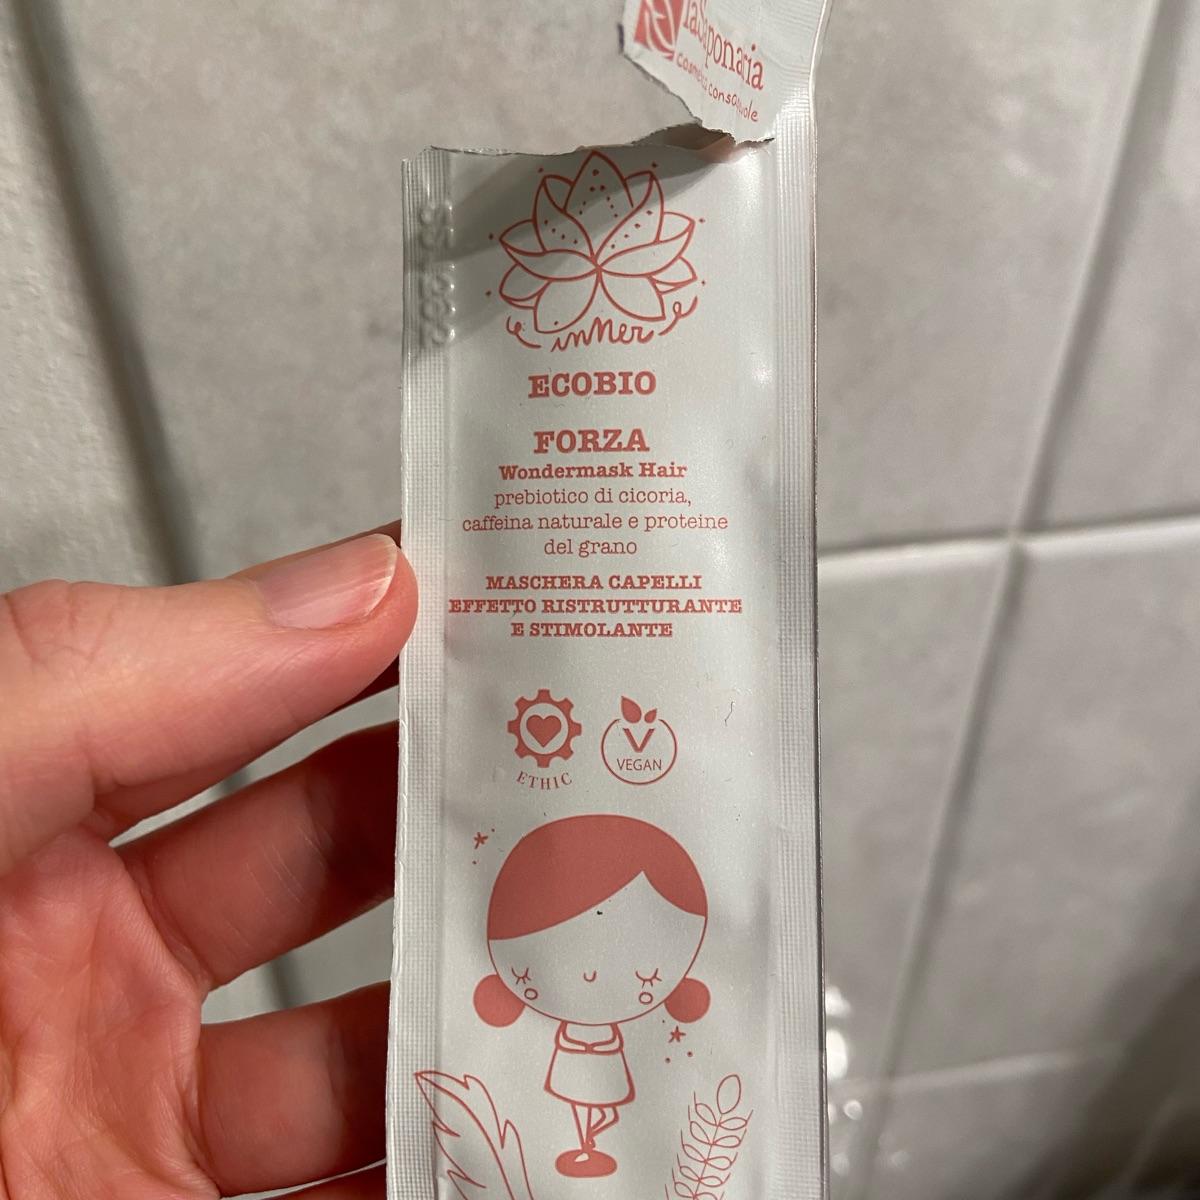 laSaponaria
cosmetica consapevole
inner
ECOBIO
FORZA
Wondermask Hair
prebiotico di cicoria,
caffeina naturale e proteine
del grano
MASCHERA CAPELLI
EFFETTO RISTRUTTURANTE
E STIMOLANTE
ETHIC
V
VEGAN